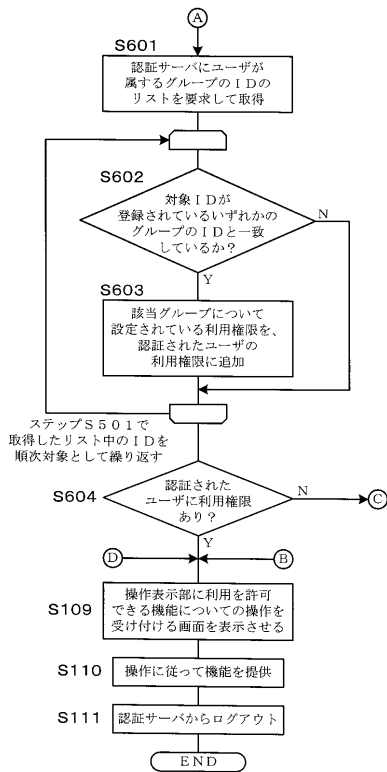 A
S601
認証サーバにユーザが
属するグループのIDの
リストを要求して取得
S602
対象IDが
登録されているいずれかの
グループのIDと一致
しているか?
N
Y
S603
該当グループについて
設定されている利用権限を、
認証されたユーザの
利用権限に追加
ステップS501で
取得したリスト中のIDを
順次対象として繰り返す
S604
認証された
ユーザに利用権限
あり?
N
C
Y
D
B
S109
操作表示部に利用を許可
できる機能についての操作を
受け付ける画面を表示させる
S110
操作に従って機能を提供
S111
認証サーバからログアウト
END